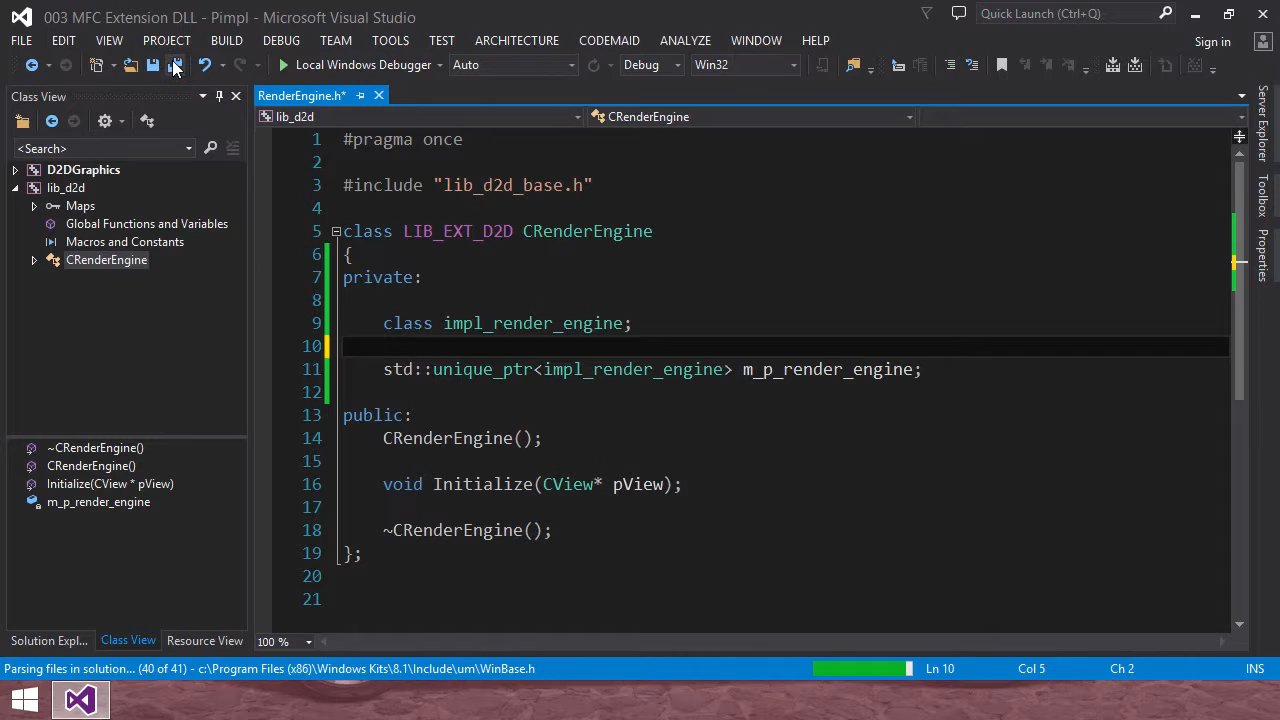 003 MFC Extension DLL - Pimpl - Microsoft Visual Studio
Quick Launch (Ctrl+Q)
FILE EDIT VIEW PROJECT BUILD DEBUG TEAM TOOLS TEST ARCHITECTURE CODEMAID ANALYZE WINDOW HELP
Sign in
Local Windows Debugger Auto Debug Win32
Class View
RenderEngine.h*
lib_d2d
CRenderEngine
<Search>
D2DGraphics
lib_d2d
Maps
Global Functions and Variables
Macros and Constants
CRenderEngine
~CRenderEngine()
CRenderEngine()
Initialize(CView * pView)
m_p_render_engine
Solution Expl... Class View Resource View
1 #pragma once
2
3 #include "lib_d2d_base.h"
4
5 class LIB_EXT_D2D CRenderEngine
6 {
7 private:
8
9 class impl_render_engine;
10
11 std::unique_ptr<impl_render_engine> m_p_render_engine;
12
13 public:
14 CRenderEngine();
15
16 void Initialize(CView* pView);
17
18 ~CRenderEngine();
19 };
20
21
100 %
Server Explorer
Toolbox
Properties
Parsing files in solution... (40 of 41) - c:\Program Files (x86)\Windows Kits\8.1\Include\um\WinBase.h
Ln 10 Col 5 Ch 2 INS